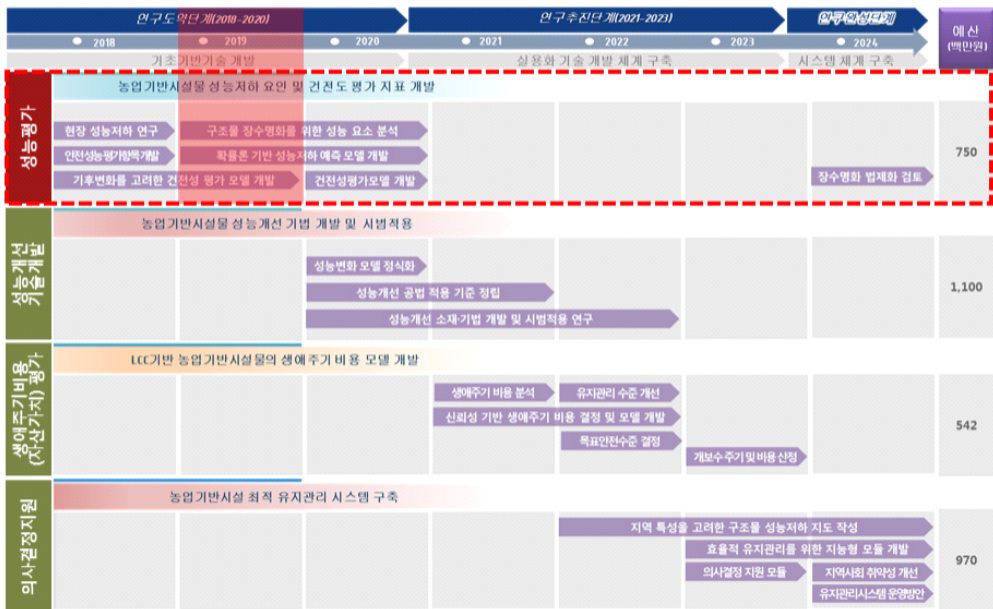 연구도약단계(2018-2020) 연구추진단계(2021-2023) 연구완성단계 예산
(백만원)
2018 2019 2020 2021 2022 2023 2024
기초기반기술 개발 실용화 기술 개발 체계 구축 시스템 체계 구축
성능평가
농업기반시설물 성능저하 요인 및 건전도 평가 지표 개발
현장 성능저하 연구 구조물 장수명화를 위한 성능 요소 분석
안전성능평가항목개발 확률론 기반 성능저하 예측 모델 개발
기후변화를 고려한 건전성 평가 모델 개발 건전성평가모델 개발 장수명화 법제화 검토
750
성능개선
기술개발
농업기반시설물 성능개선 기법 개발 및 시범적용
성능변화 모델 정식화
성능개선 공법 적용 기준 정립
성능개선 소재·기법 개발 및 시범적용 연구
1,100
생애주기비용
(자산가치) 평가
LCC기반 농업기반시설물의 생애주기 비용 모델 개발
생애주기 비용 분석 유지관리 수준 개선
신뢰성 기반 생애주기 비용 결정 및 모델 개발
목표안전수준 결정
개보수 주기 및 비용 산정
542
의사결정지원
농업기반시설 최적 유지관리 시스템 구축
지역 특성을 고려한 구조물 성능저하 지도 작성
효율적 유지관리를 위한 지능형 모듈 개발
의사결정 지원 모듈 지역사회 취약성 개선
유지관리시스템 운영방안
970